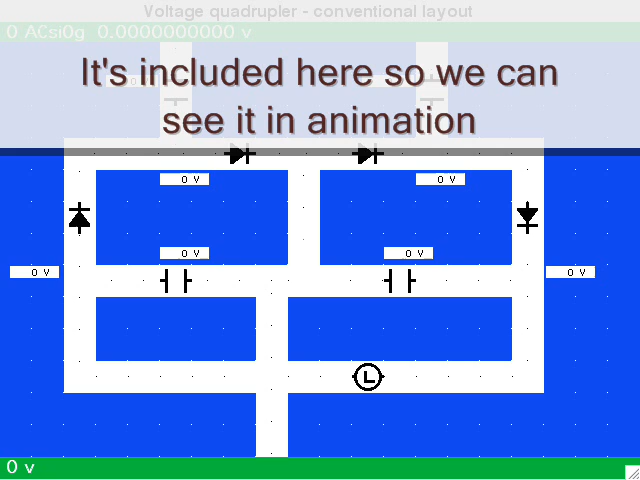 Voltage quadrupler - conventional layout
0 ACsi0g 0.0000000000 v
It's included here so we can
see it in animation
0 V
0 V
0 V
0 V
0 V
0 V
L
0 v